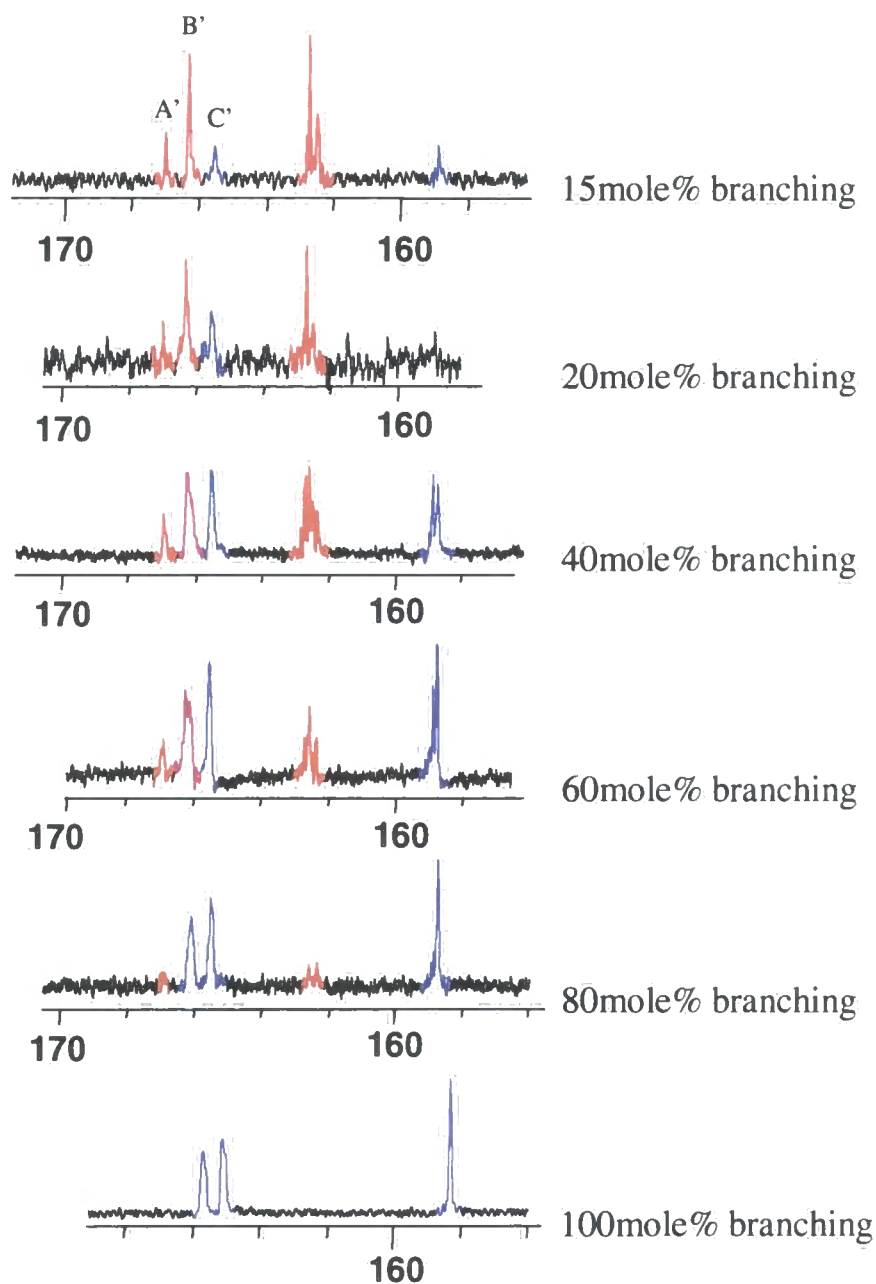 B'
A'
C'
15mole% branching
170 160
20mole% branching
170 160
40mole% branching
170 160
60mole% branching
170 160
80mole% branching
170 160
100mole% branching
160